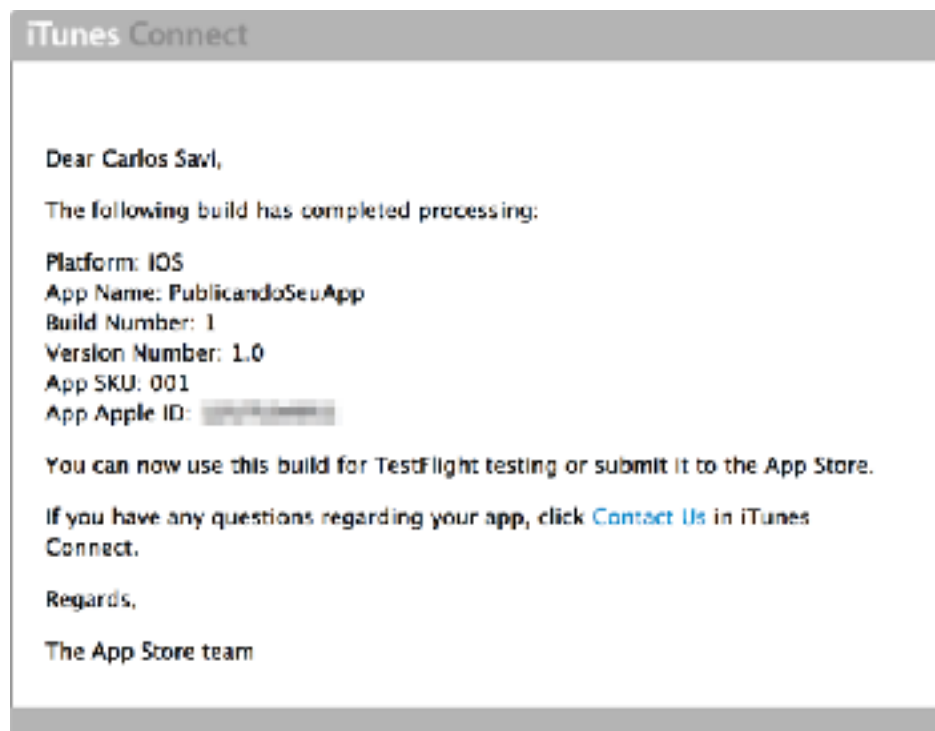 iTunes Connect
Dear Carlos Savi,
The following build has completed processing:
Platform: iOS
App Name: PublicandoSeuApp
Build Number: 1
Version Number: 1.0
App SKU: 001
App Apple ID:
You can now use this build for TestFlight testing or submit it to the App Store.
If you have any questions regarding your app, click Contact Us in iTunes
Connect.
Regards,
The App Store team